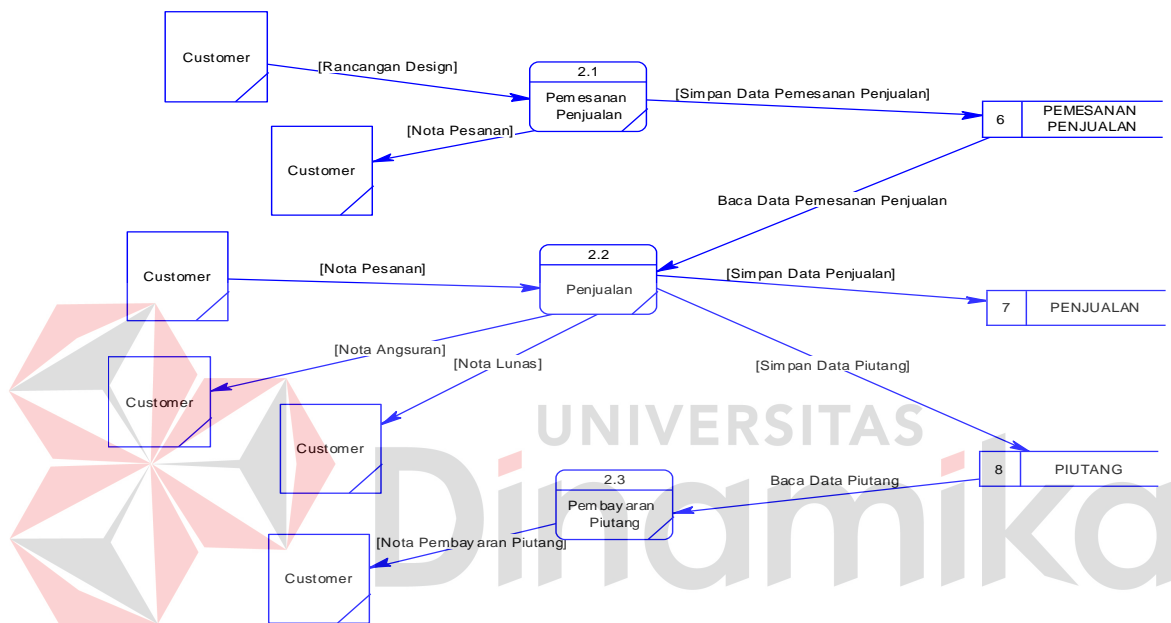 Customer
[Rancangan Design]
2.1
Pemesanan
Penjualan
[Simpan Data Pemesanan Penjualan]
6
PEMESANAN
PENJUALAN
[Nota Pesanan]
Customer
Baca Data Pemesanan Penjualan
Customer
[Nota Pesanan]
2.2
Penjualan
[Simpan Data Penjualan]
7
PENJUALAN
[Nota Angsuran]
[Nota Lunas]
[Simpan Data Piutang]
Customer
Customer
UNIVERSITAS
Dinamika
2.3
Pembayaran
Piutang
Baca Data Piutang
8
PIUTANG
[Nota Pembayaran Piutang]
Customer